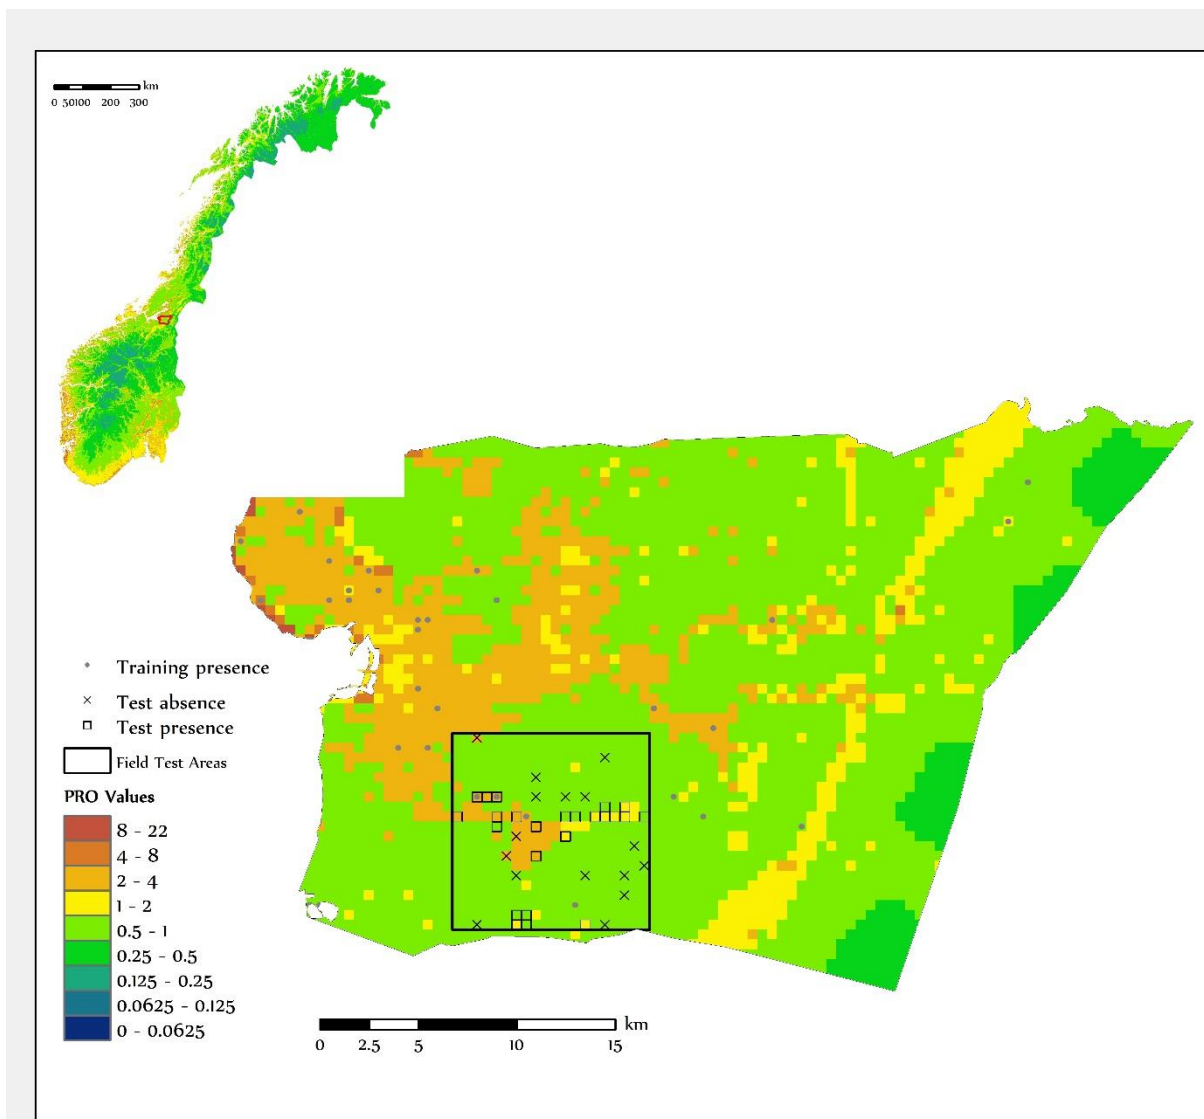 km
0 50100 200 300
Training presence
Test absence
Test presence
Field Test Areas
PRO Values
8 - 22
4 - 8
2 - 4
1 - 2
0.5 - 1
0.25 - 0.5
0.125 - 0.25
0.0625 - 0.125
0 - 0.0625
km
0 2.5 5 10 15